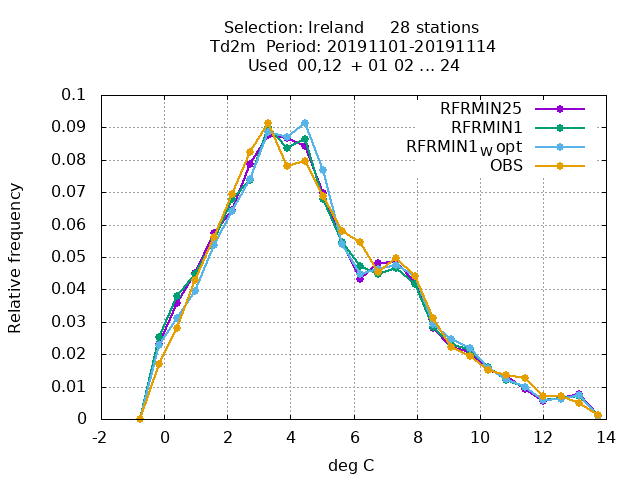 Selection: Ireland     28 stations
Td2m  Period: 20191101-20191114
Used  00,12  + 01 02 ... 24
Relative frequency
0.1
0.09
0.08
0.07
0.06
0.05
0.04
0.03
0.02
0.01
0
RFRMIN25
RFRMIN1
RFRMIN1_W opt
OBS
-2 0 2 4 6 8 10 12 14
deg C